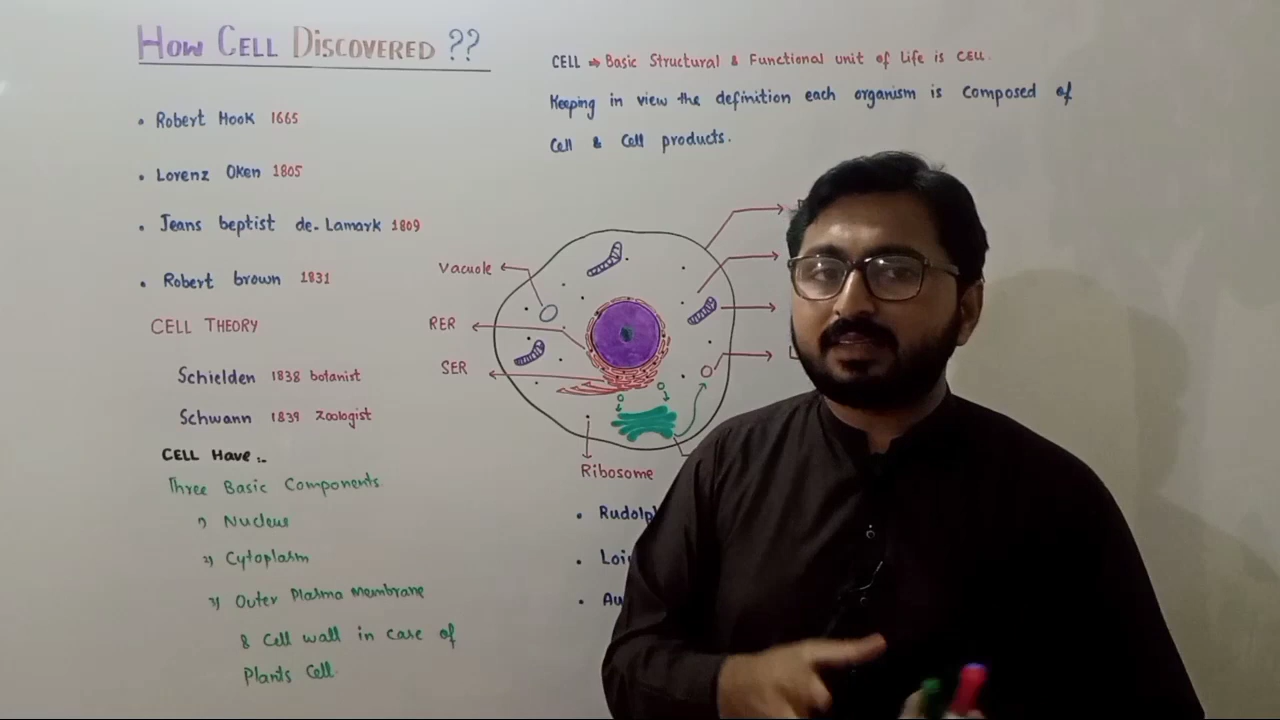 HOW CELL DISCOVERED ??
CELL ⇒ Basic Structural & Functional unit of Life is CELL.
Keeping in view the definition each organism is composed of
Cell & Cell products.
• Robert Hook 1665
• Lorenz Oken 1805
• Jeans beptist de-Lamark 1809
• Robert brown 1831
CELL THEORY
Schielden 1838 botanist
Schwann 1839 Zoologist
CELL Have :-
Three Basic Components
1) Nucleus
2) Cytoplasm
3) Outer Plasma Membrane
& Cell wall in case of
Plants Cell.
Vacuole
RER
SER
Ribosome
• Rudolp
•
•